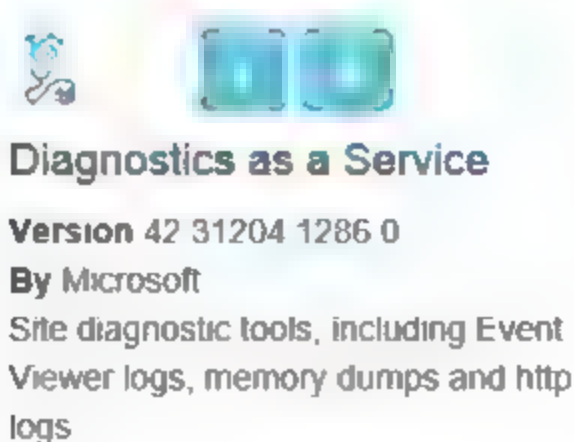 Diagnostics as a Service
Version 42 31204 1286 0
By Microsoft
Site diagnostic tools, including Event
Viewer logs, memory dumps and http
logs